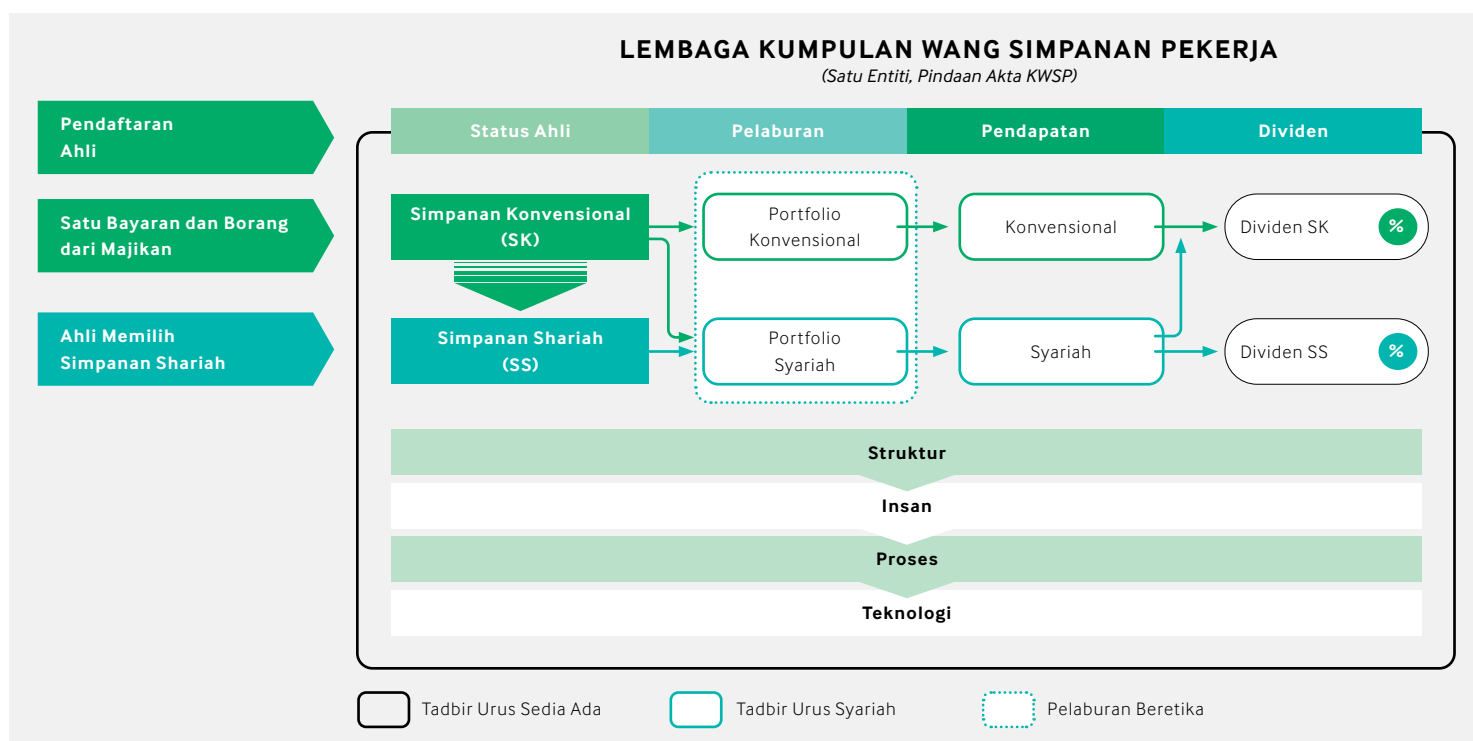 LEMBAGA KUMPULAN WANG SIMPANAN PEKERJA
(Satu Entiti, Pindaan Akta KWSP)
Pendaftaran
Ahli
Satu Bayaran dan Borang
dari Majikan
Ahli Memilih
Simpanan Shariah
Status Ahli
Pelaburan
Pendapatan
Dividen
Simpanan Konvensional
(SK)
Portfolio
Konvensional
Konvensional
Dividen SK
%
Simpanan Shariah
(SS)
Portfolio
Syariah
Syariah
Dividen SS
%
Struktur
Insan
Proses
Teknologi
Tadbir Urus Sedia Ada
Tadbir Urus Syariah
Pelaburan Beretika